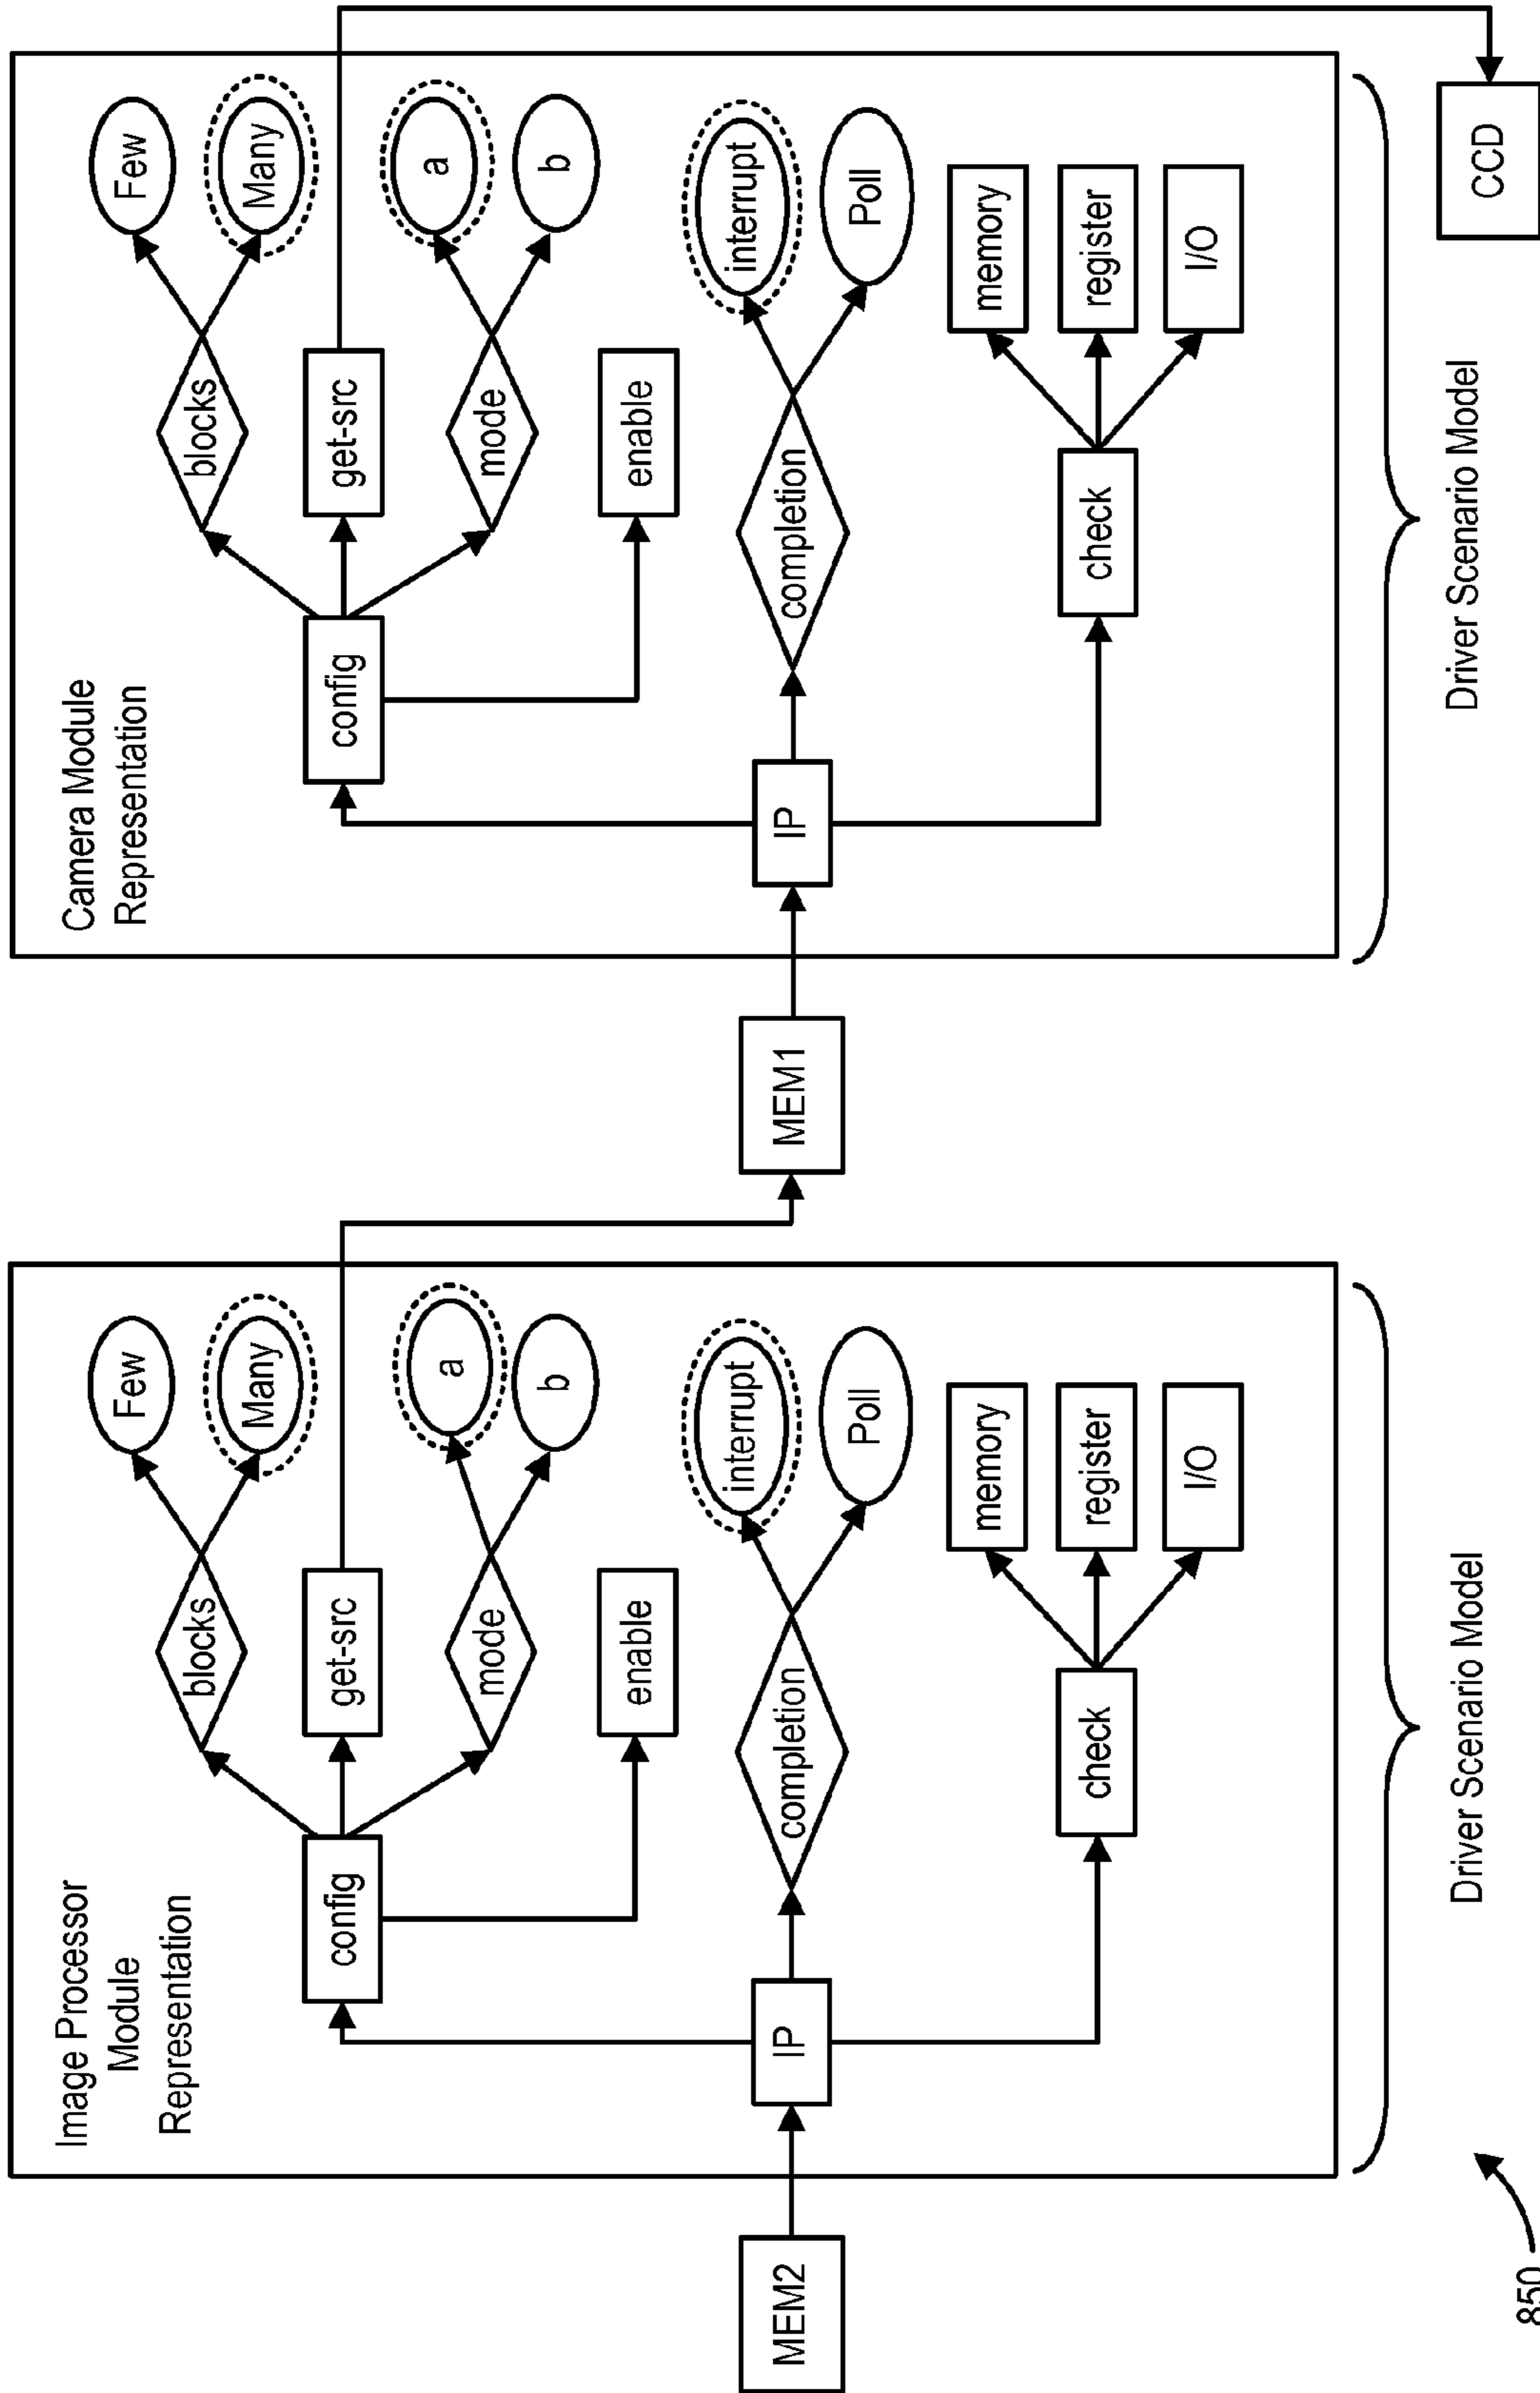 Image Processor
Module
Representation
MEM2
IP
config
blocks
Few
Many
get-src
mode
a
b
enable
completion
interrupt
Poll
check
memory
register
I/O
Driver Scenario Model
MEM1
Camera Module
Representation
IP
config
blocks
Few
Many
get-src
mode
a
b
enable
completion
interrupt
Poll
check
memory
register
I/O
Driver Scenario Model
CCD
850